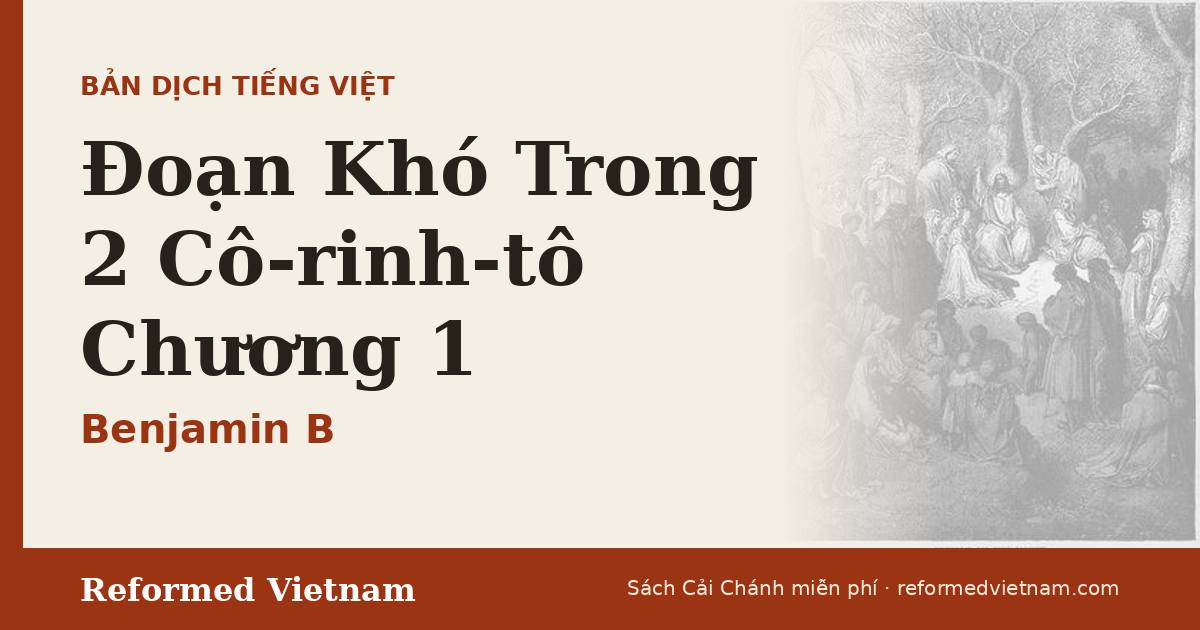 BẢN DỊCH TIẾNG VIỆT
Đoạn Khó Trong
2 Cô-rinh-tô
Chương 1
Benjamin B
Reformed Vietnam
Sách Cải Chánh miễn phí · reformedvietnam.com